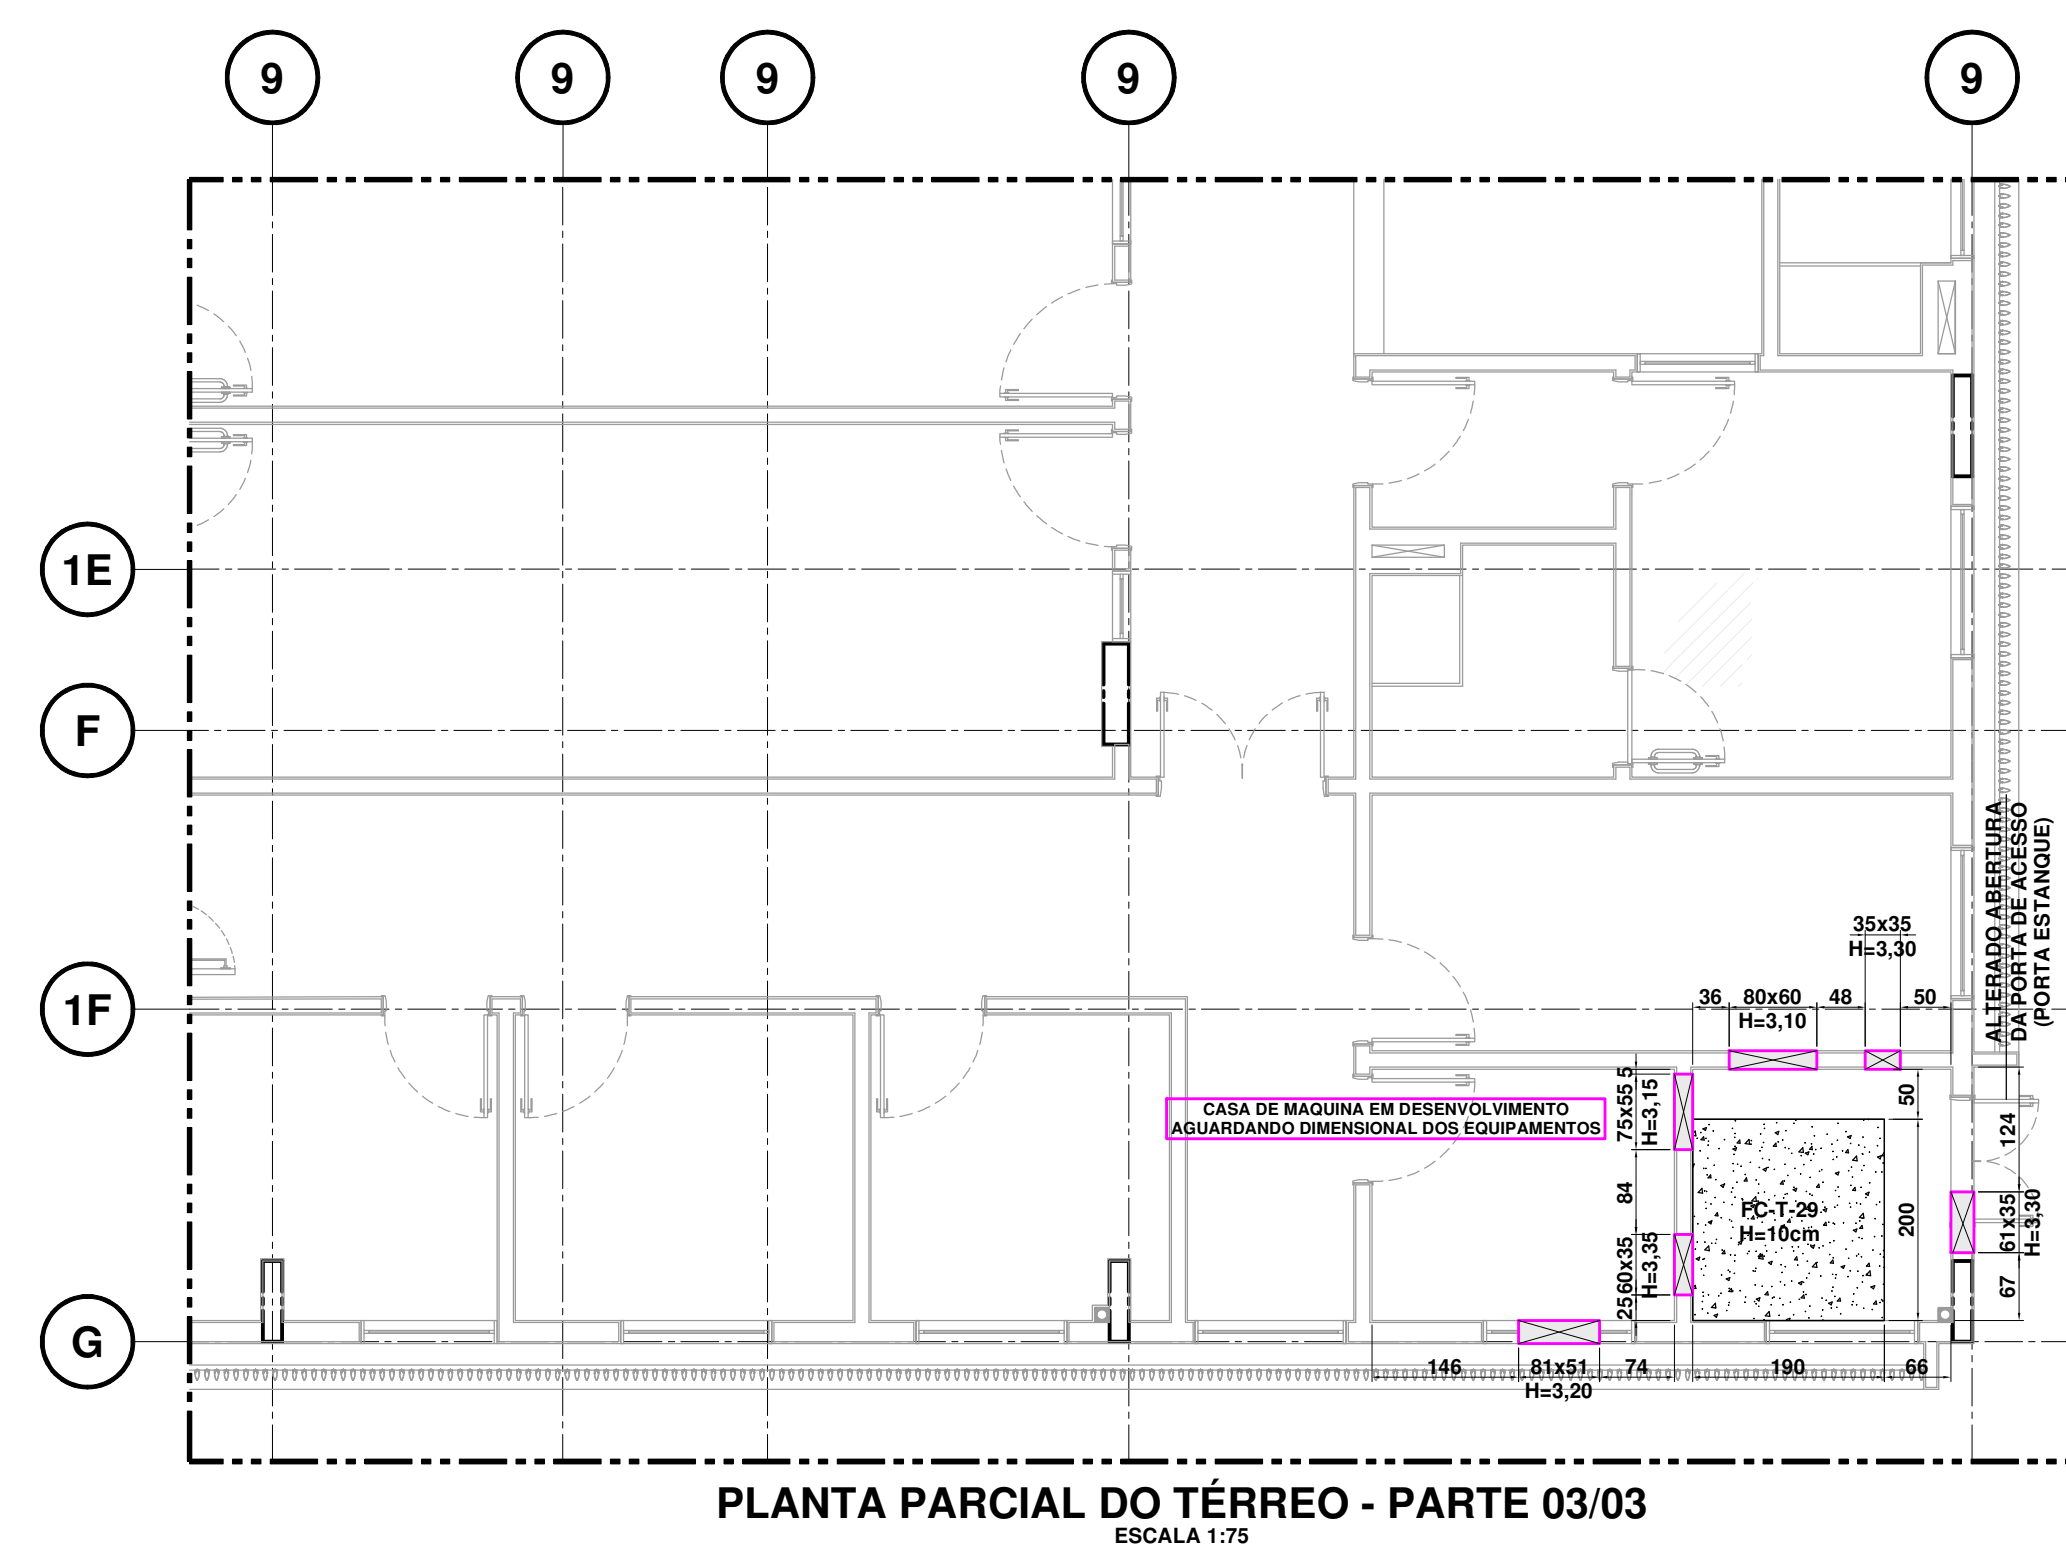 9 9 9 9 9
1E
F
1F
G
ALTERADO ABERTURA
DA PORTA DE ACESSO
(PORTA ESTANQUE)
35x35
H=3,30
36 80x60 48 50
H=3,10
CASA DE MAQUINA EM DESENVOLVIMENTO
AGUARDANDO DIMENSIONAL DOS EQUIPAMENTOS
5
75x55
H=3,15
84
60x35
H=3,35
25
50
200
FC-T-29
H=10cm
124
61x35
H=3,30
67
146 81x51 74 190 66
H=3,20
PLANTA PARCIAL DO TÉRREO - PARTE 03/03
ESCALA 1:75